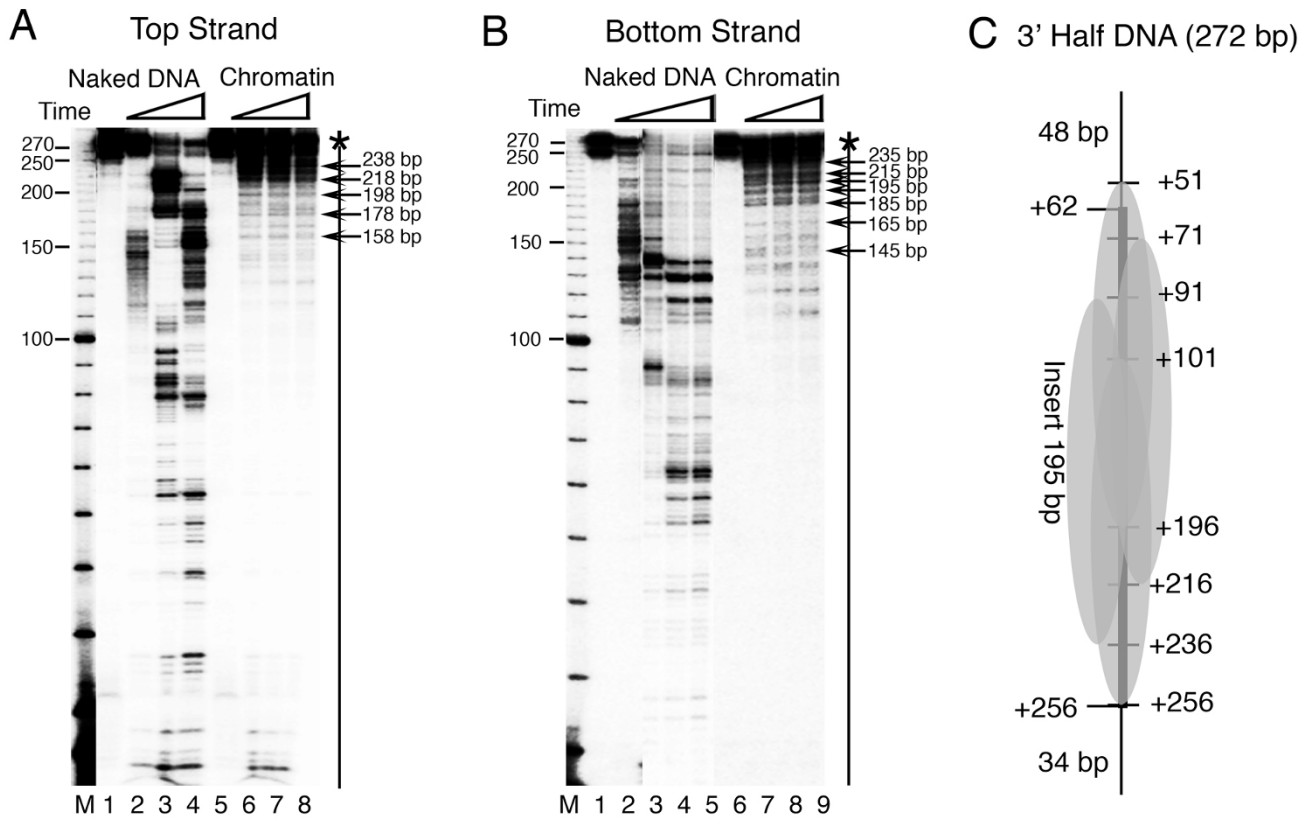 A
Top Strand
Naked DNA Chromatin
Time
*
270
250
200
150
100
238 bp
218 bp
198 bp
178 bp
158 bp
M 1 2 3 4 5 6 7 8
B
Bottom Strand
Naked DNA Chromatin
Time
*
270
250
200
150
100
235 bp
215 bp
195 bp
185 bp
165 bp
145 bp
M 1 2 3 4 5 6 7 8 9
C 3' Half DNA (272 bp)
48 bp
+51
+62
+71
+91
+101
Insert 195 bp
+196
+216
+236
+256 +256
34 bp